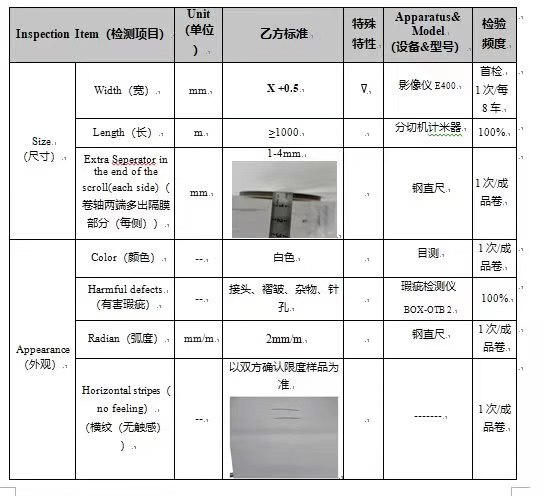 Inspection Item（检测项目）
Unit
(单位
）
乙方标准
特殊
特性
Apparatus&
Model
(设备&型号)
检验
频度
Size
（尺寸）
Width（宽）
mm
X +0.5
∇
影像仪 E400
首检
1次/每
8车
Length（长）
m
≥1000
分切机计米器
100%
Extra Seperator in
the end of the
scroll(each side)（
卷轴两端多出隔膜
部分（每侧））
mm
1-4mm
钢直尺
1次/成
品卷
Appearance
（外观）
Color（颜色）
--
白色
目测
1次/成
品卷
Harmful defects
（有害瑕疵）
--
接头、褶皱、杂物、针
孔
瑕疵检测仪
BOX-OTB 2
100%
Radian（弧度）
mm/m
2mm/m
钢直尺
1次/成
品卷
Horizontal stripes（
no feeling）
（横纹（无触感）
）
--
以双方确认限度样品为
准
-------
1次/成
品卷